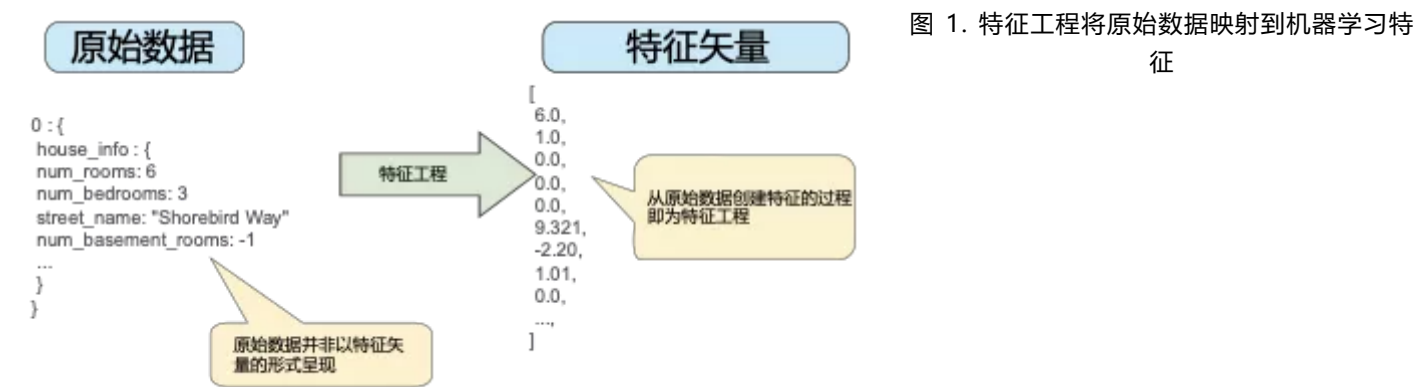 原始数据
0 : {
house_info : {
num_rooms: 6
num_bedrooms: 3
street_name: "Shorebird Way"
num_basement_rooms: -1
...
}
}
原始数据并非以特征矢
量的形式呈现
特征工程
特征矢量
[
6.0,
1.0,
0.0,
0.0,
0.0,
9.321,
-2.20,
1.01,
0.0,
...,
]
从原始数据创建特征的过程
即为特征工程
图 1. 特征工程将原始数据映射到机器学习特
征